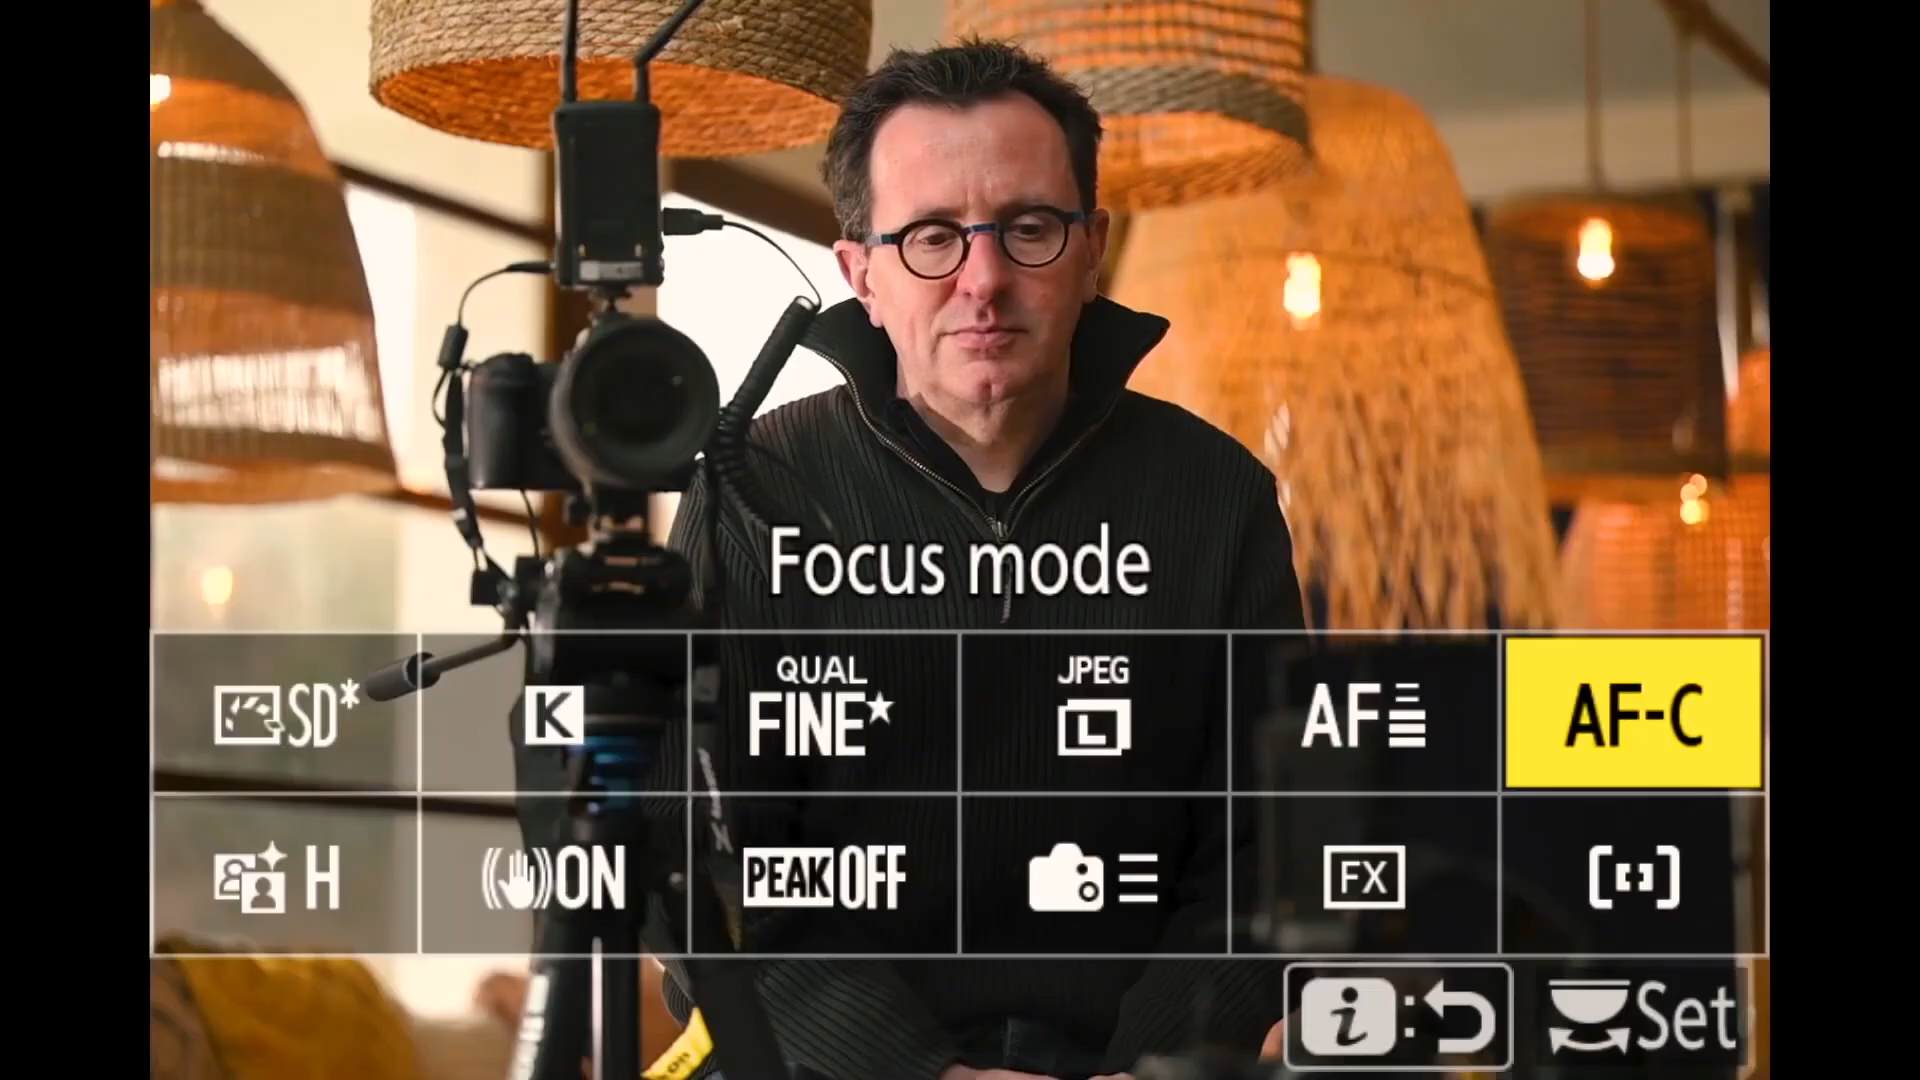 Focus mode
SD*
K
QUAL
FINE★
JPEG
L
AF
AF-C
H
ON
PEAK OFF
FX
i
Set